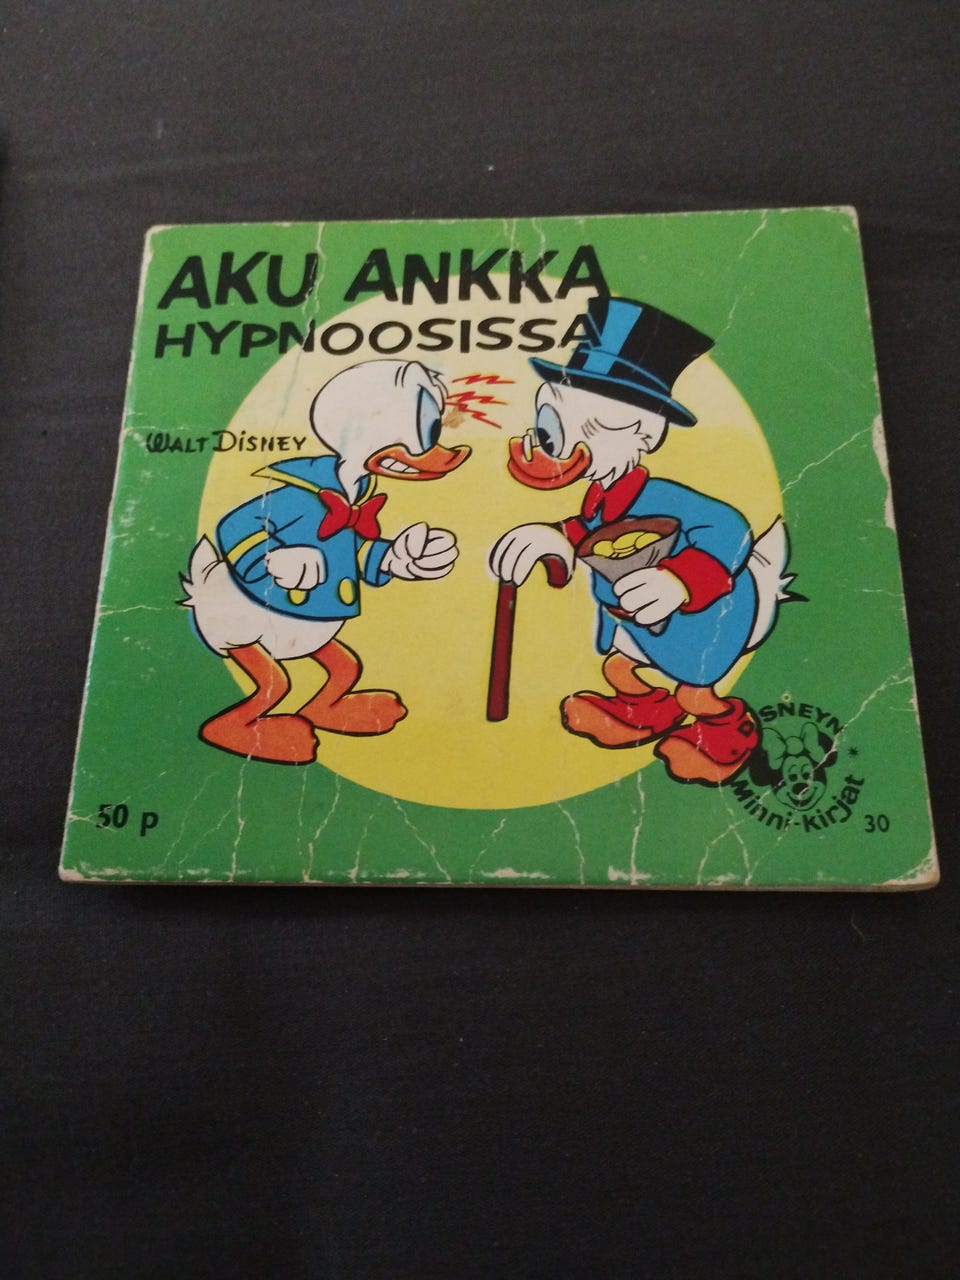 AKU ANKKA
HYPNOOSISSA
WALT DISNEY
DISNEYN
Minni-kirjat
50 p
30